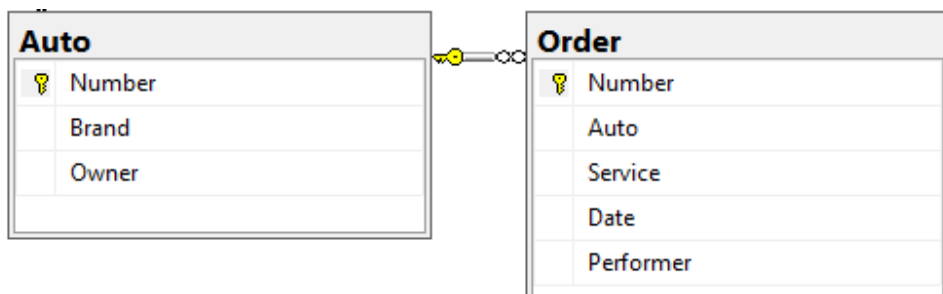 Auto
Number
Brand
Owner
Order
Number
Auto
Service
Date
Performer